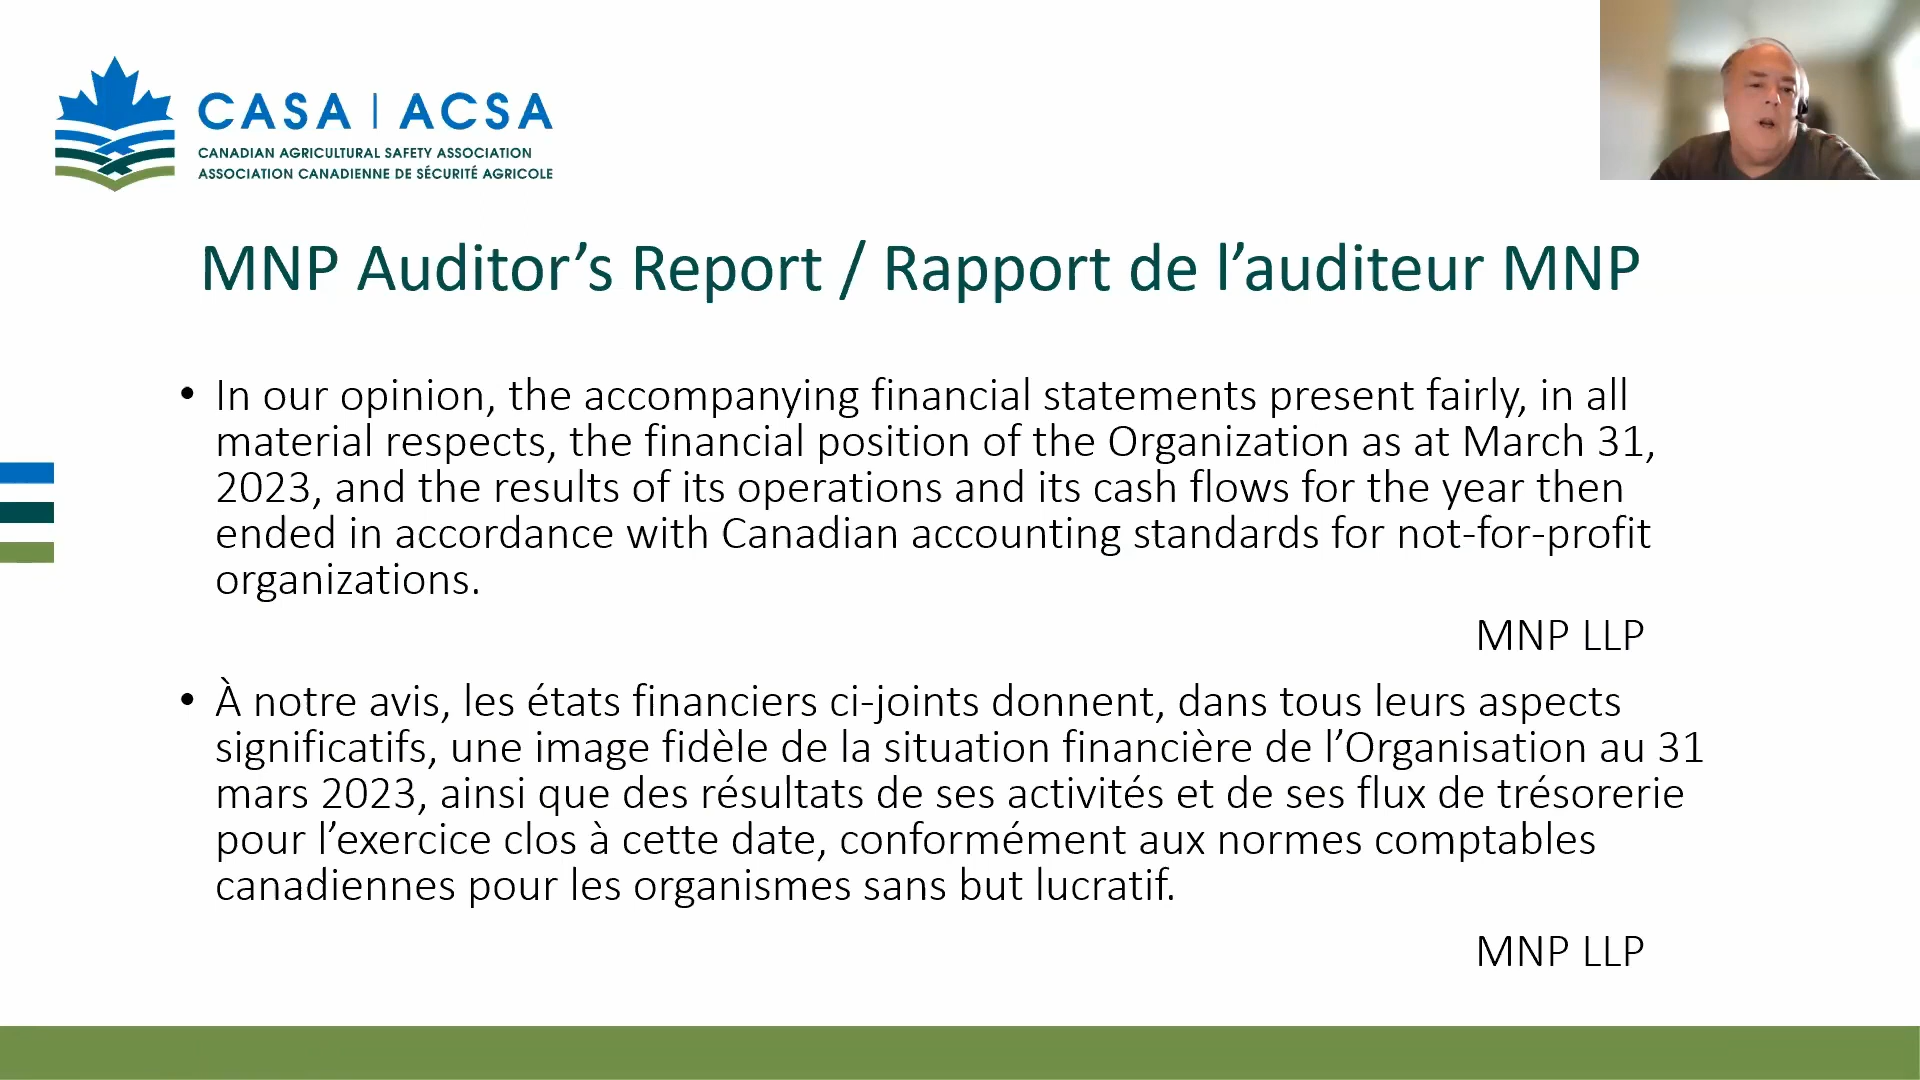 CASA | ACSA
CANADIAN AGRICULTURAL SAFETY ASSOCIATION
ASSOCIATION CANADIENNE DE SÉCURITÉ AGRICOLE
MNP Auditor’s Report / Rapport de l’auditeur MNP
• In our opinion, the accompanying financial statements present fairly, in all
material respects, the financial position of the Organization as at March 31,
2023, and the results of its operations and its cash flows for the year then
ended in accordance with Canadian accounting standards for not-for-profit
organizations.
MNP LLP
• À notre avis, les états financiers ci-joints donnent, dans tous leurs aspects
significatifs, une image fidèle de la situation financière de l’Organisation au 31
mars 2023, ainsi que des résultats de ses activités et de ses flux de trésorerie
pour l’exercice clos à cette date, conformément aux normes comptables
canadiennes pour les organismes sans but lucratif.
MNP LLP